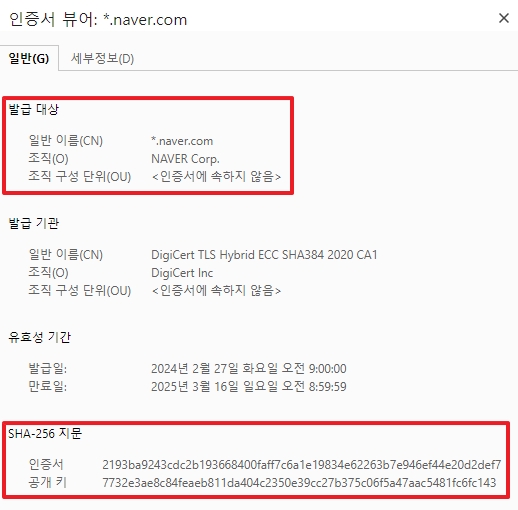 인증서 뷰어: *.naver.com
일반(G) 세부정보(D)
발급 대상
일반 이름(CN) *.naver.com
조직(O) NAVER Corp.
조직 구성 단위(OU) <인증서에 속하지 않음>
발급 기관
일반 이름(CN) DigiCert TLS Hybrid ECC SHA384 2020 CA1
조직(O) DigiCert Inc
조직 구성 단위(OU) <인증서에 속하지 않음>
유효성 기간
발급일: 2024년 2월 27일 화요일 오전 9:00:00
만료일: 2025년 3월 16일 일요일 오전 8:59:59
SHA-256 지문
인증서 2193ba9243cdc2b193668400faff7c6a1e19834e62263b7e946ef44e20d2def7
공개 키 7732e3ae8c84feaeb811da404c2350e39cc27b375c06f5a47aac5481fc6fc143